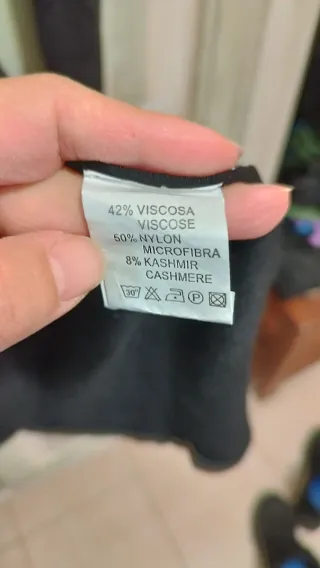 42% VISCOSA
VISCOSE
50% NYLON
MICROFIBRA
8% KASHMIR
CASHMERE
30° P